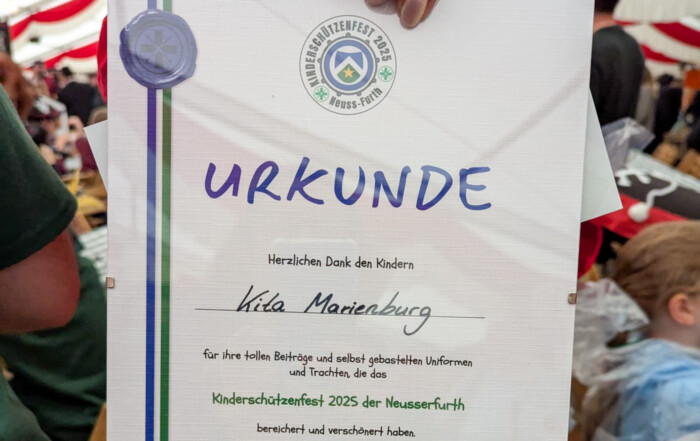 KINDERSCHÜTZENFEST 2025
Neuss-Furth
URKUNDE
Herzlichen Dank den Kindern
Kita Marienburg
für ihre tollen Beiträge und selbst gebastelten Uniformen
und Trachten, die das
Kinderschützenfest 2025 der Neusserfurth
bereichert und verschönert haben.